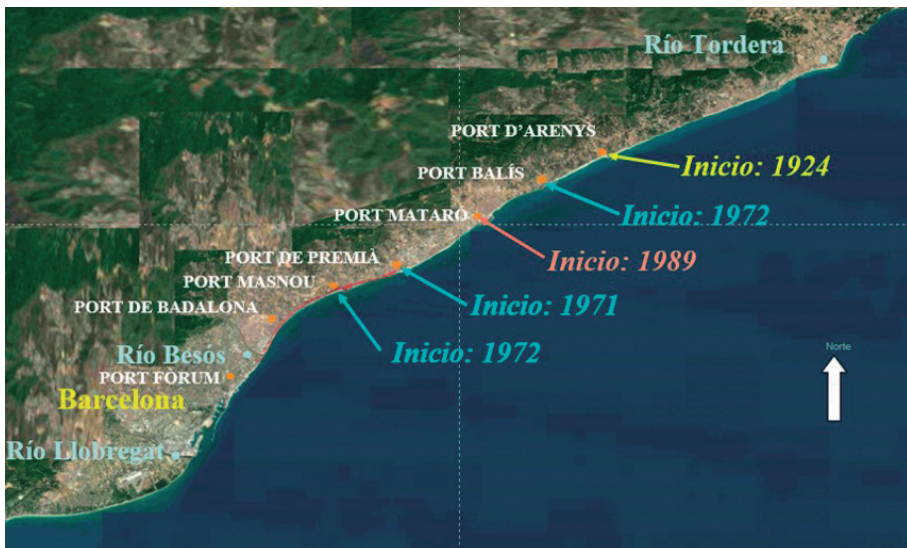 Río Tordera
PORT D'ARENYS
Inicio: 1924
PORT BALÍS
Inicio: 1972
PORT MATARÓ
Inicio: 1989
PORT DE PREMIÀ
PORT MASNOU
Inicio: 1971
PORT DE BADALONA
Inicio: 1972
Norte
Río Besós
PORT FÒRUM
Barcelona
Río Llobregat